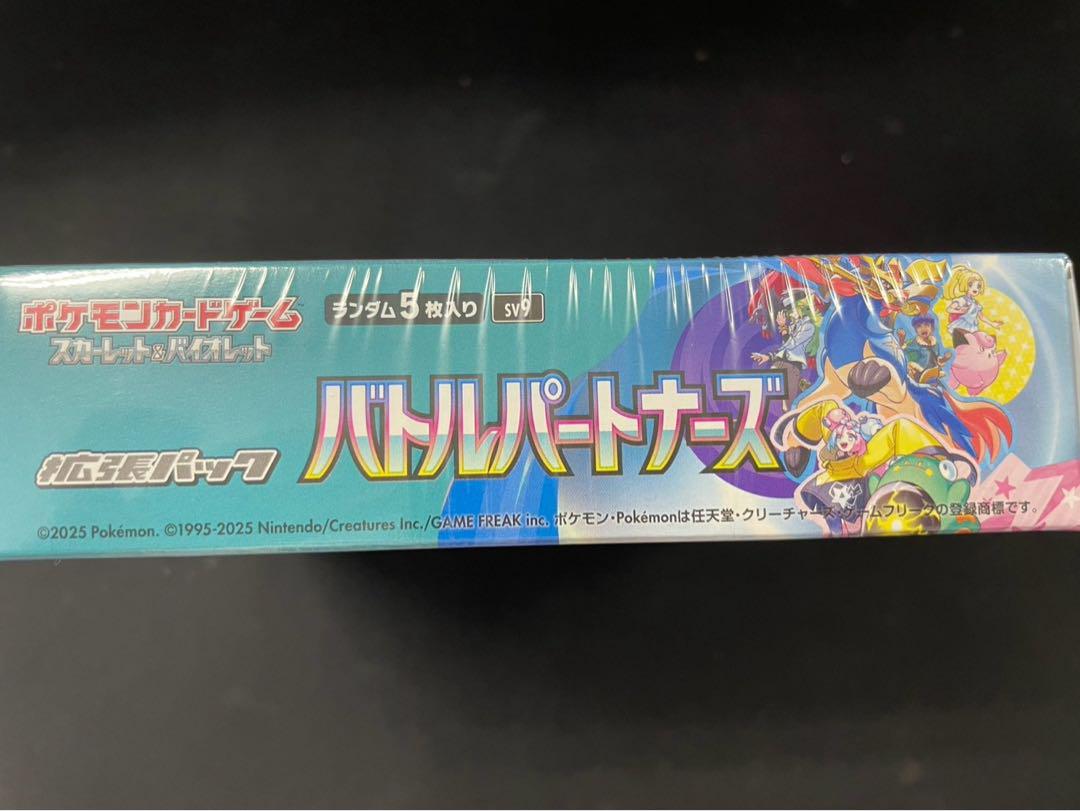 ポケモンカードゲーム
スカーレット&バイオレット
ランダム5枚入り sv9
バトルパートナーズ
拡張パック
©2025 Pokémon. ©1995-2025 Nintendo/Creatures Inc./GAME FREAK inc. ポケモン・Pokémonは任天堂・クリーチャーズ・ゲームフリークの登録商標です。